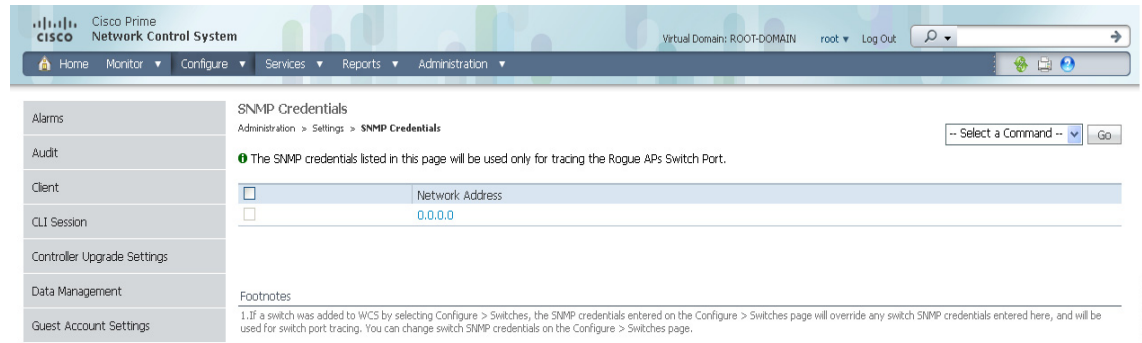 Cisco Prime
CISCO Network Control System
Virtual Domain: ROOT-DOMAIN root ▼ Log Out
Home Monitor ▼ Configure ▼ Services ▼ Reports ▼ Administration ▼
Alarms
Audit
Client
CLI Session
Controller Upgrade Settings
Data Management
Guest Account Settings
SNMP Credentials
Administration > Settings > SNMP Credentials
-- Select a Command -- Go
The SNMP credentials listed in this page will be used only for tracing the Rogue APs Switch Port.
Network Address
0.0.0.0
Footnotes
1.If a switch was added to WCS by selecting Configure > Switches, the SNMP credentials entered on the Configure > Switches page will override any switch SNMP credentials entered here, and will be
used for switch port tracing. You can change switch SNMP credentials on the Configure > Switches page.